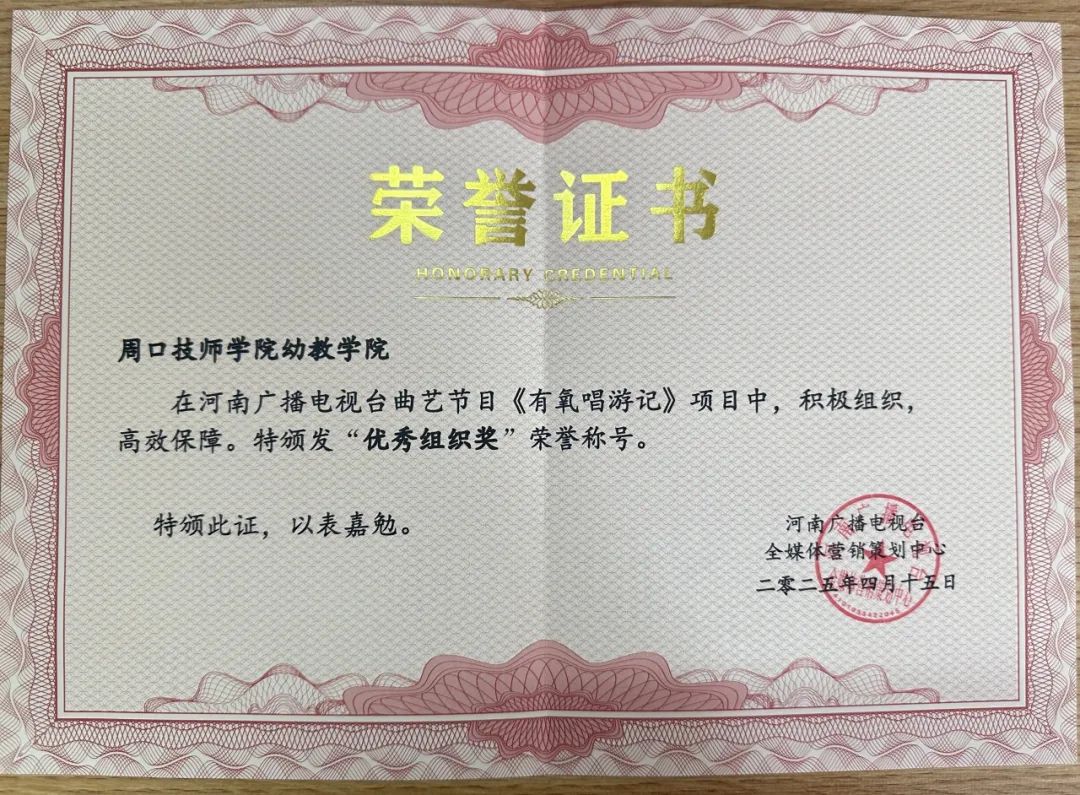 荣誉证书
HONORARY CREDENTIAL
周口技师学院幼教学院
在河南广播电视台曲艺节目《有氧唱游记》项目中，积极组织，
高效保障。特颁发“优秀组织奖”荣誉称号。
特颁此证，以表嘉勉。
河南广播电视台
全媒体营销策划中心
二零二五年四月十五日